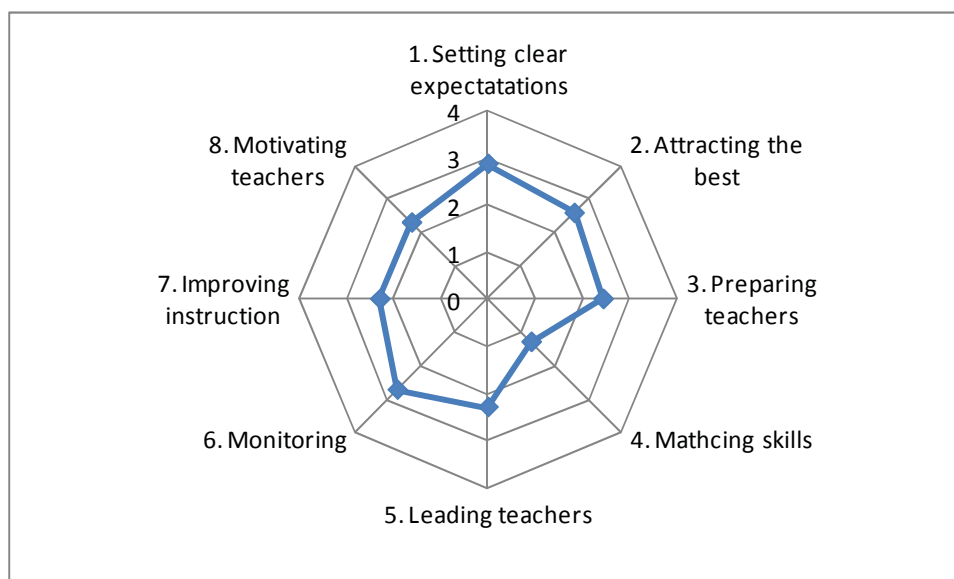 1. Setting clear
expectatations
4
3
2
1
0
2. Attracting the
best
3. Preparing
teachers
4. Mathcing skills
5. Leading teachers
6. Monitoring
7. Improving
instruction
8. Motivating
teachers